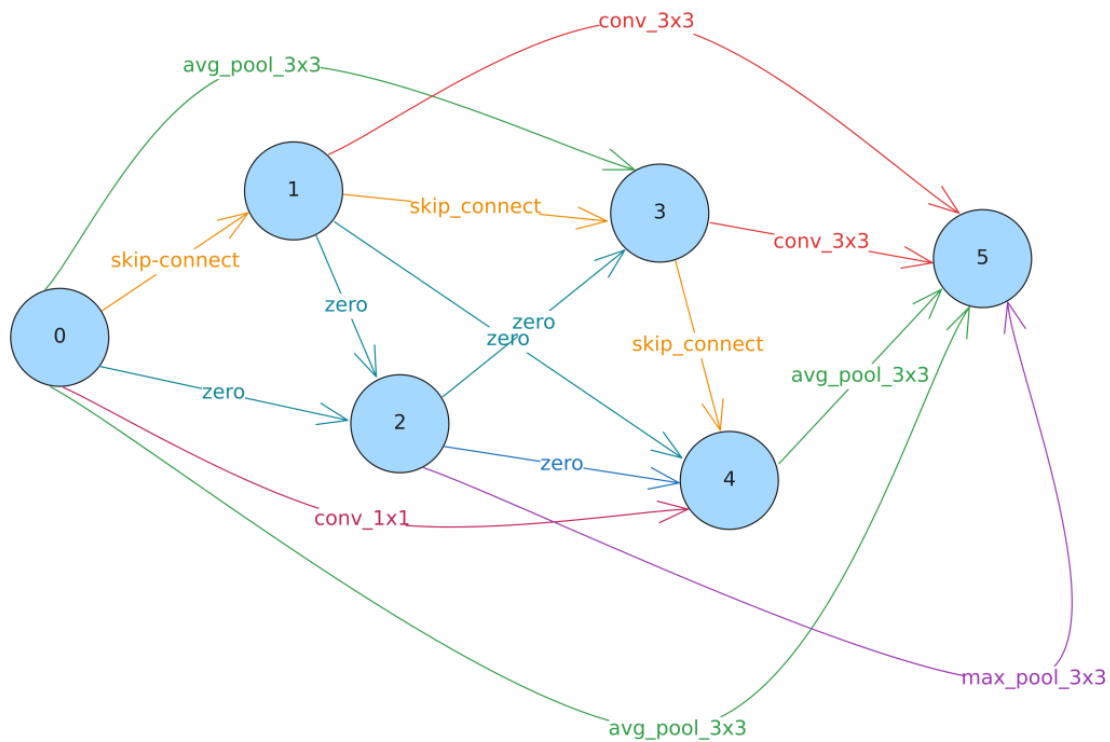 conv_3x3
avg_pool_3x3
1
skip_connect
3
conv_3x3
5
skip-connect
zero
zero
zero
0
skip_connect
avg_pool_3x3
zero
2
zero
4
conv_1x1
max_pool_3x3
avg_pool_3x3